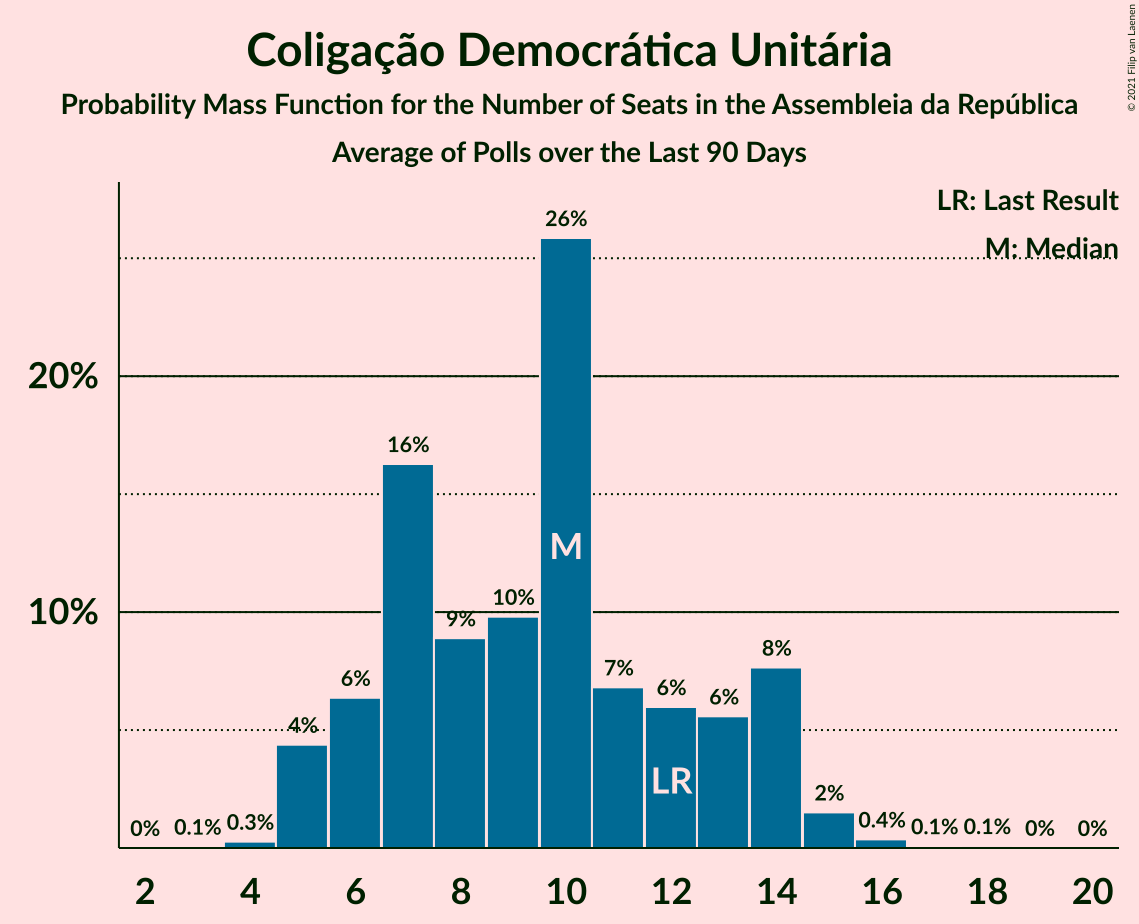 Coligação Democrática Unitária
Probability Mass Function for the Number of Seats in the Assembleia da República
Average of Polls over the Last 90 Days
© 2021 Filip van Laenen
LR: Last Result
M: Median
26%
20%
16%
M
10%
10%
9%
8%
7%
6%
6%
6%
4%
LR
2%
0%
0.1%
0.3%
0.4%
0.1%
0.1%
0%
0%
2 4 6 8 10 12 14 16 18 20